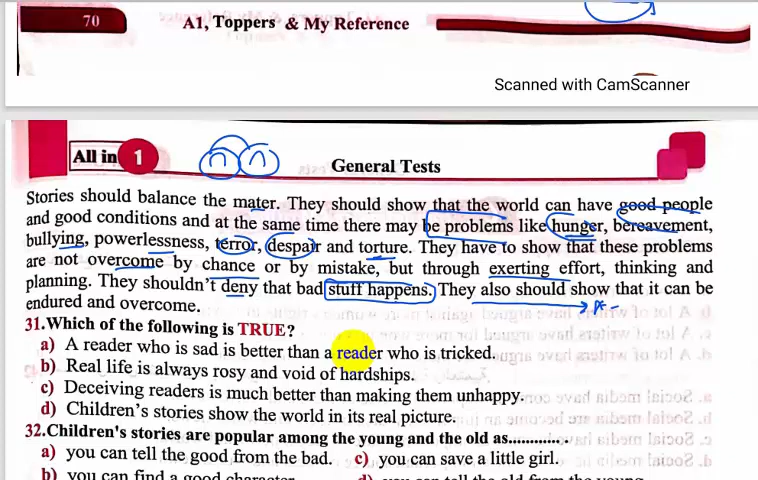 70
A1, Toppers & My Reference
Scanned with CamScanner
All in 1
General Tests
Stories should balance the mater. They should show that the world can have good people
and good conditions and at the same time there may be problems like hunger, bereavement,
bullying, powerlessness, terror, despair and torture. They have to show that these problems
are not overcome by chance or by mistake, but through exerting effort, thinking and
planning. They shouldn't deny that bad stuff happens. They also should show that it can be
endured and overcome.
31.Which of the following is TRUE?
a) A reader who is sad is better than a reader who is tricked.
b) Real life is always rosy and void of hardships.
c) Deceiving readers is much better than making them unhappy.
d) Children's stories show the world in its real picture.
32.Children's stories are popular among the young and the old as.............
a) you can tell the good from the bad. c) you can save a little girl.
b) you can find a good character